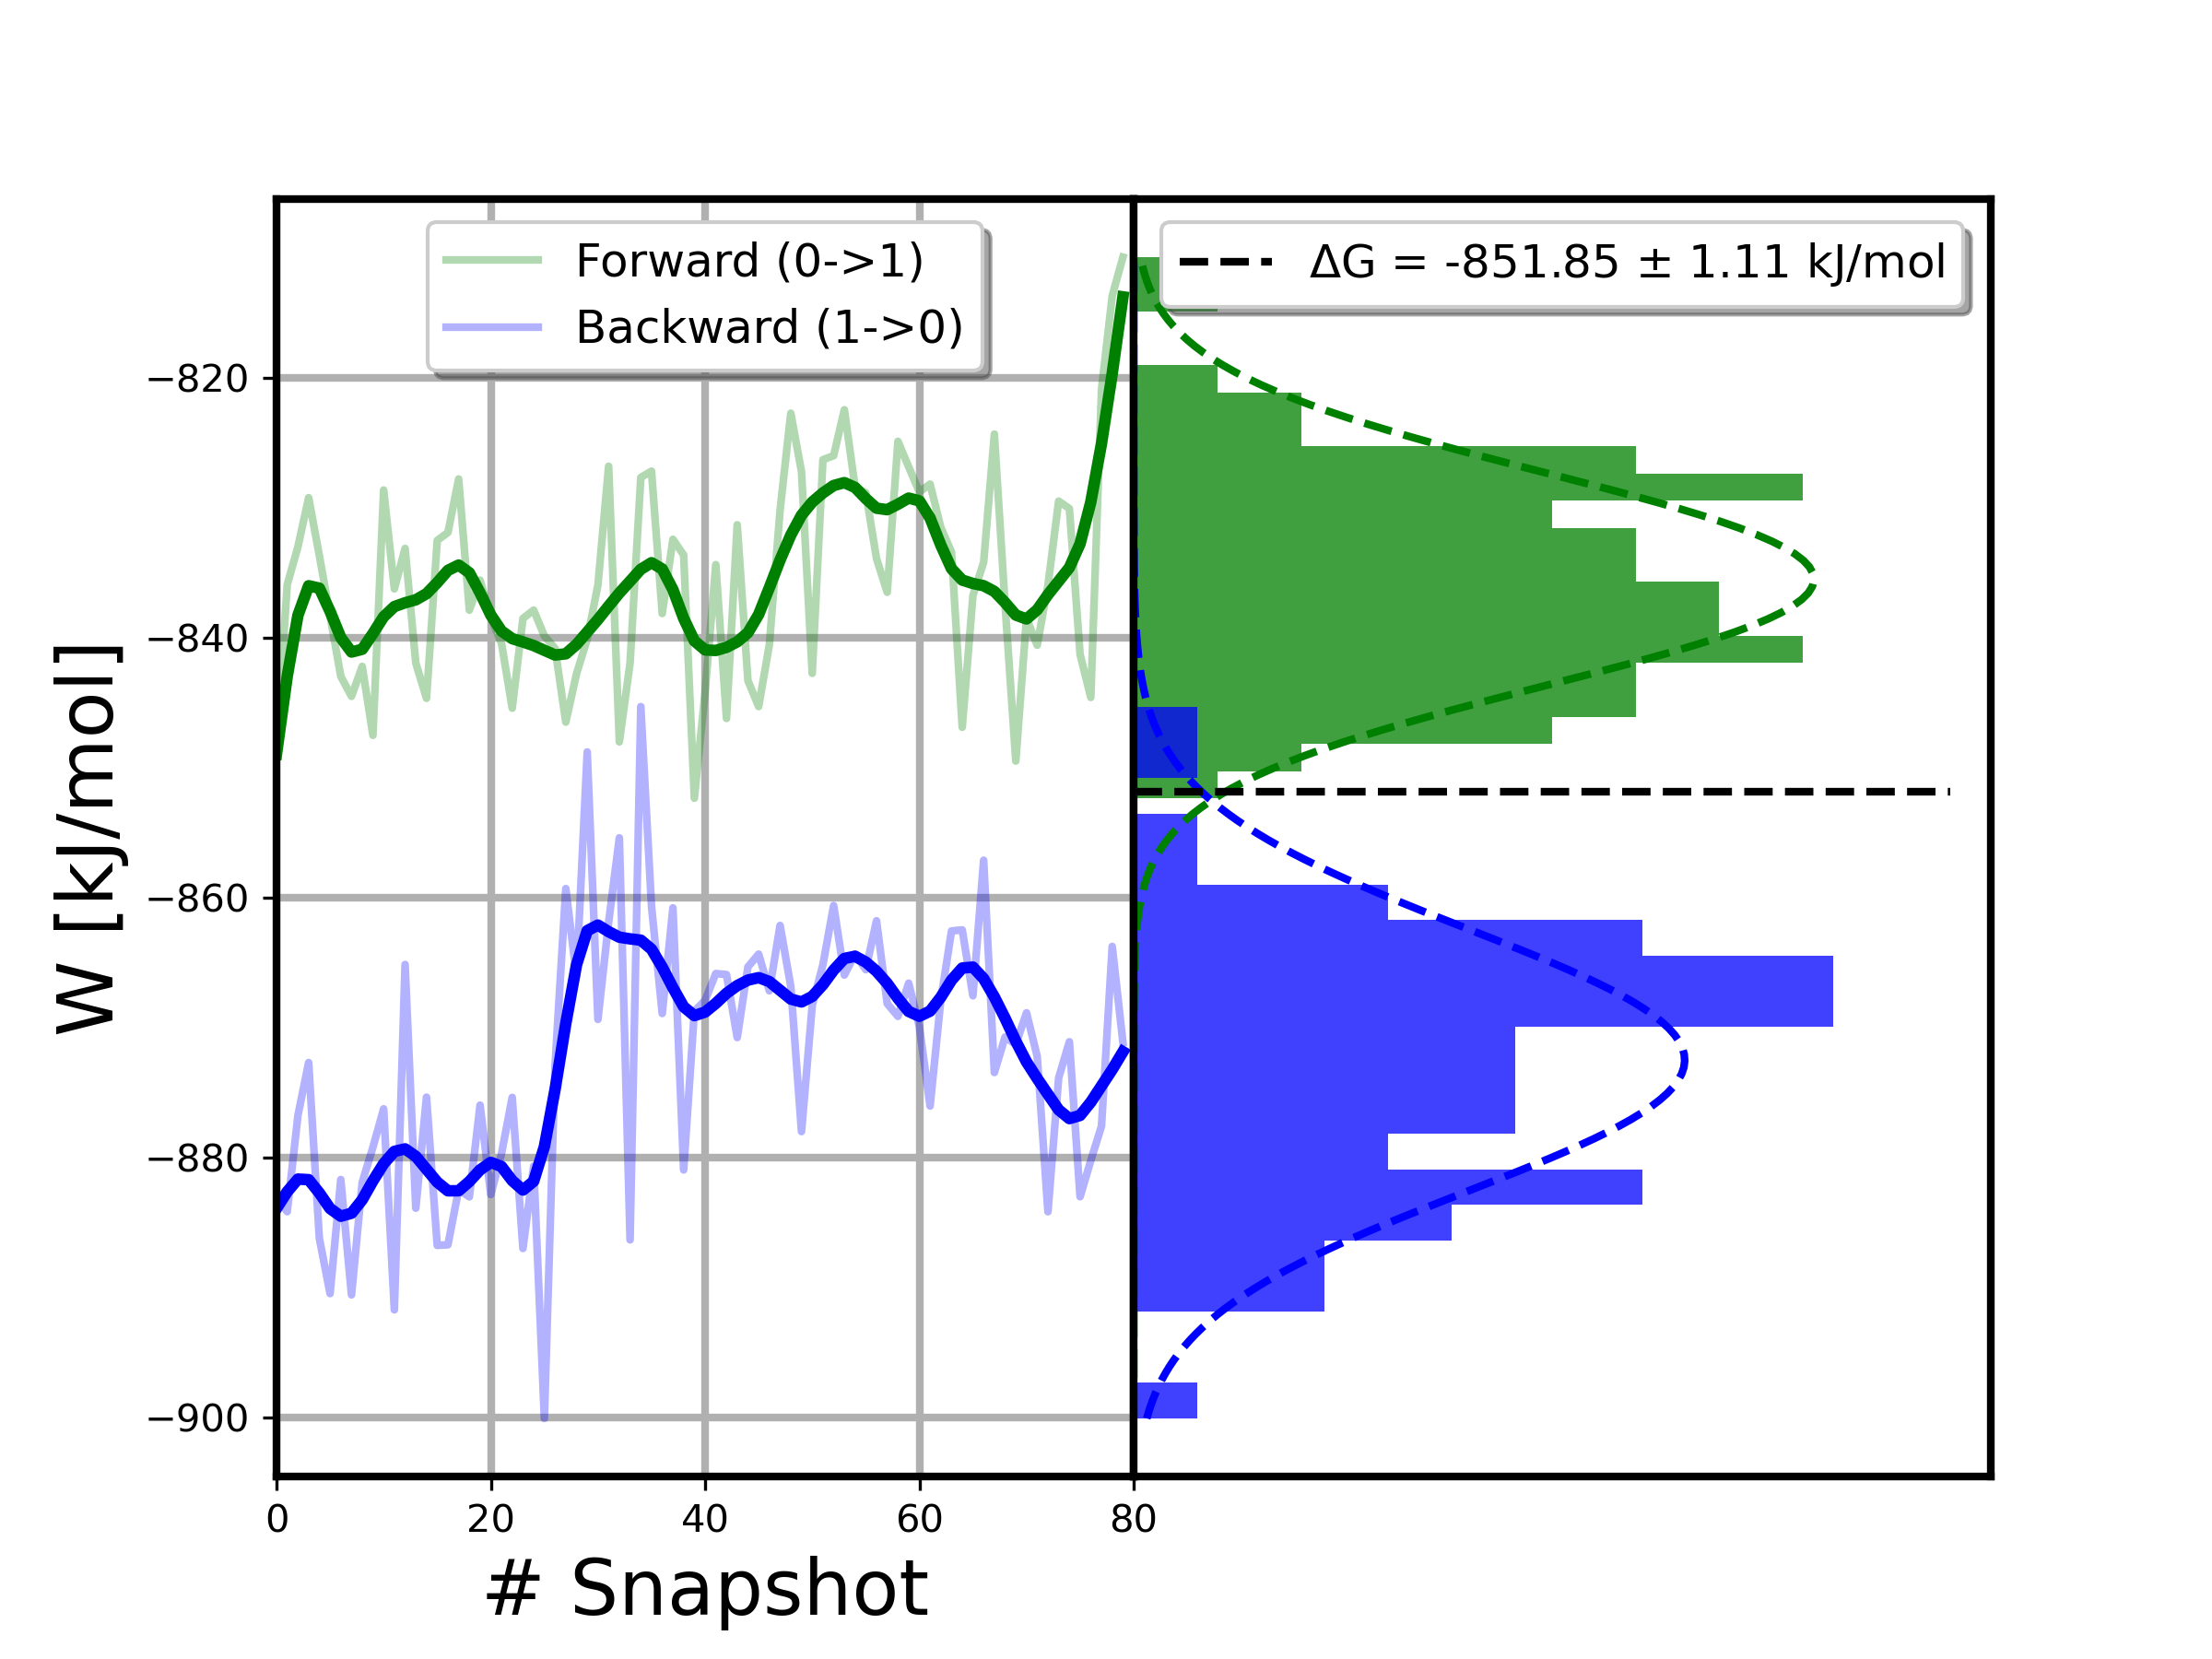 Forward (0->1)
Backward (1->0)
ΔG = -851.85 ± 1.11 kJ/mol
W [kJ/mol]
−820
−840
−860
−880
−900
0 20 40 60 80
# Snapshot